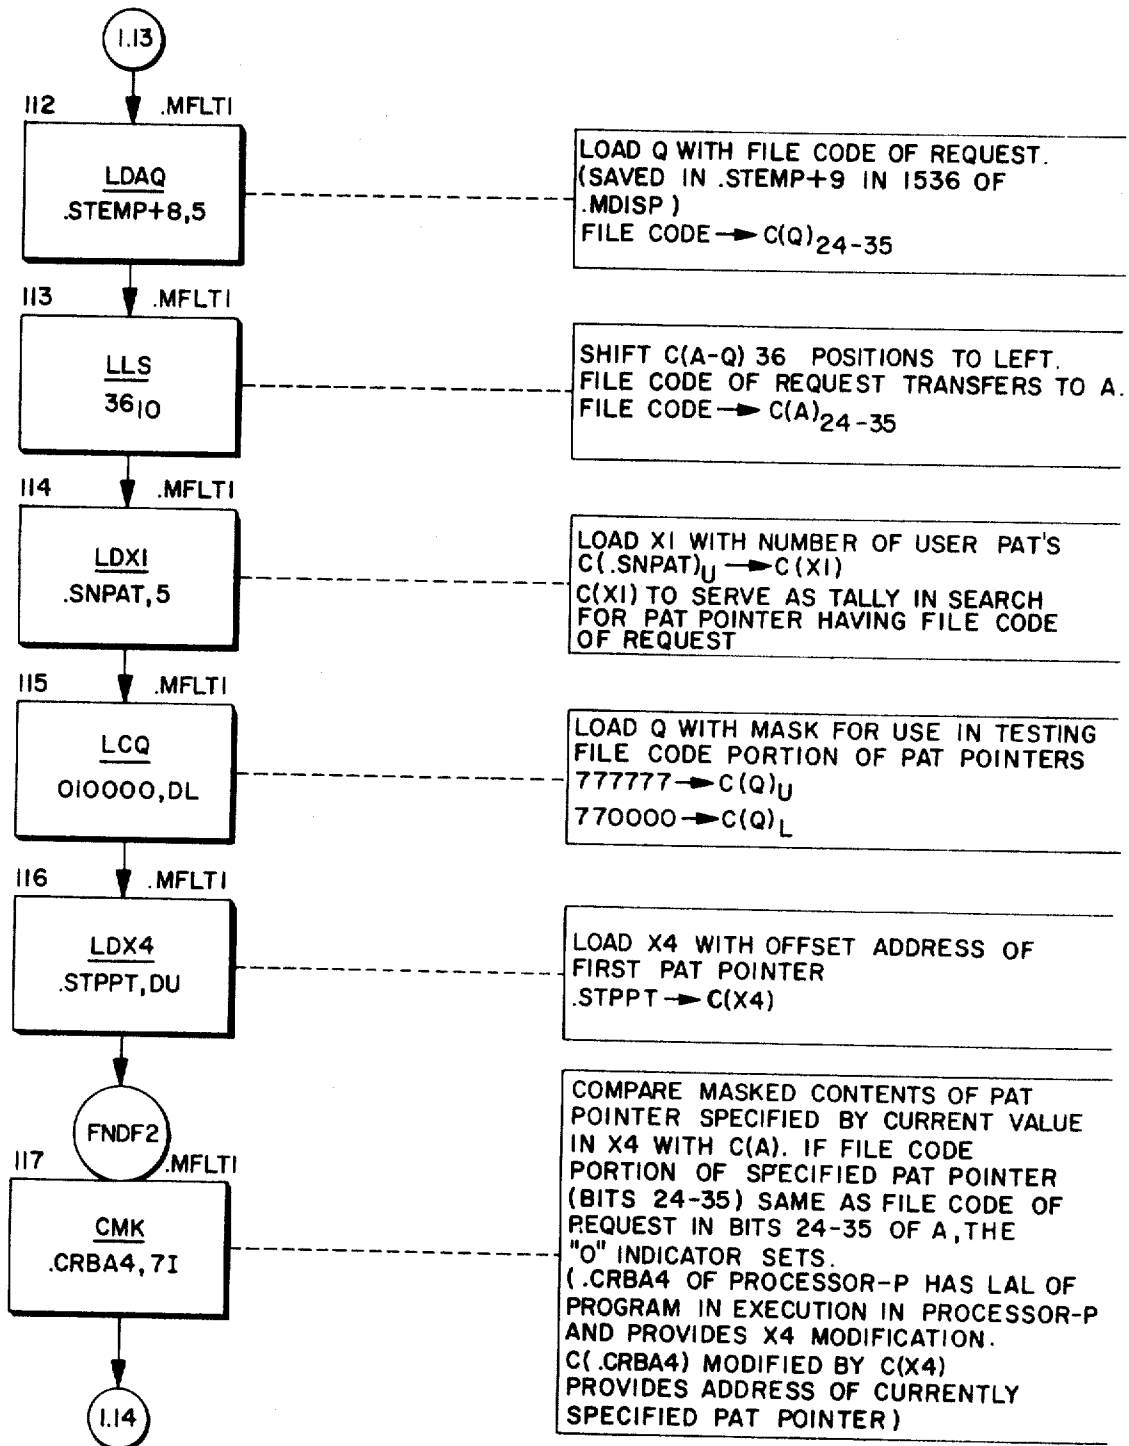 1.13
112 .MFLT1
LDAQ
.STEMP+8,5
LOAD Q WITH FILE CODE OF REQUEST.
(SAVED IN .STEMP+9 IN 1536 OF
.MDISP)
FILE CODE → C(Q)24-35
113 .MFLT1
LLS
3610
SHIFT C(A-Q) 36 POSITIONS TO LEFT.
FILE CODE OF REQUEST TRANSFERS TO A.
FILE CODE → C(A)24-35
114 .MFLT1
LDX1
.SNPAT,5
LOAD X1 WITH NUMBER OF USER PAT'S
C(.SNPAT)U → C(X1)
C(X1) TO SERVE AS TALLY IN SEARCH
FOR PAT POINTER HAVING FILE CODE
OF REQUEST
115 .MFLT1
LCQ
010000,DL
LOAD Q WITH MASK FOR USE IN TESTING
FILE CODE PORTION OF PAT POINTERS
777777 → C(Q)U
770000 → C(Q)L
116 .MFLT1
LDX4
.STPPT,DU
LOAD X4 WITH OFFSET ADDRESS OF
FIRST PAT POINTER
.STPPT → C(X4)
FNDF2
117 .MFLT1
CMK
.CRBA4,7I
COMPARE MASKED CONTENTS OF PAT
POINTER SPECIFIED BY CURRENT VALUE
IN X4 WITH C(A). IF FILE CODE
PORTION OF SPECIFIED PAT POINTER
(BITS 24-35) SAME AS FILE CODE OF
REQUEST IN BITS 24-35 OF A, THE
"0" INDICATOR SETS.
(.CRBA4 OF PROCESSOR-P HAS LAL OF
PROGRAM IN EXECUTION IN PROCESSOR-P
AND PROVIDES X4 MODIFICATION.
C(.CRBA4) MODIFIED BY C(X4)
PROVIDES ADDRESS OF CURRENTLY
SPECIFIED PAT POINTER)
1.14